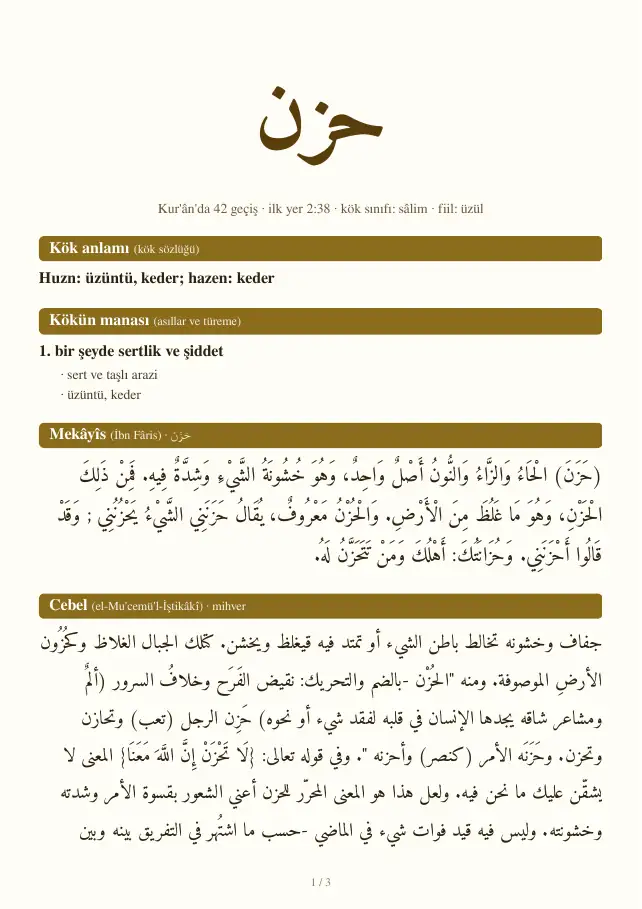 حزن
Kur'ân'da 42 geçiş · ilk yer 2:38 · kök sınıfı: sâlim · fiil: üzül
Kök anlamı (kök sözlüğü)
Huzn: üzüntü, keder; hazen: keder
Kökün manası (asıllar ve türeme)
1. bir şeyde sertlik ve şiddet
· sert ve taşlı arazi
· üzüntü, keder
Mekâyîs (İbn Fâris) · حَزَنَ
(حَزَنَ) الْحَاءُ وَالزَّاءُ وَالنُّونُ أَصْلٌ وَاحِدٌ، وَهُوَ خُشُونَةُ الشَّيْءِ وَشِدَّةٌ فِيهِ. فَمِنْ ذَلِكَ
الْحَزْنِ، وَهُوَ مَا غَلُظَ مِنَ الْأَرْضِ. وَالْحُزْنُ مَعْرُوفٌ، يُقَالُ حَزَنَنِي الشَّيْءُ يَحْزُنُنِي ; وَقَدْ
قَالُوا أَحْزَنَنِي. وَحُزَانَتُكَ: أَهْلُكَ وَمَنْ تَتَحَزَّنُ لَهُ.
Cebel (el-Mu'cemü'l-İştikâkî) · mihver
جفاف وخشونه تخالط باطن الشيء أو تمتد فيه فيغلظ ويخشن. كتلك الجبال الغلاظ وكحُزُون
الأرضِ الموصوفة. ومنه "الحُزْن -بالضم والتحريك: نقيض الفَرَح وخلافُ السرور (ألمٌ
ومشاعر شاقه يجدها الإنسان في قلبه لفقد شيء أو نحوه) حَزِن الرجل (تعب) وتحازن
وتحزن. وحَزَنَه الأمر (كنصر) وأحزنه ". وفي قوله تعالى: {لَا تَحْزَنْ إِنَّ اللَّهَ مَعَنَا} المعنى لا
يشقّن عليك ما نحن فيه. ولعل هذا هو المعنى المحرّر للحزن أعني الشعور بقسوة الأمر وشدته
وخشونته. وليس فيه قيد فوات شيء في الماضي -حسب ما اشتُهر في التفريق بينه وبين
1 / 3